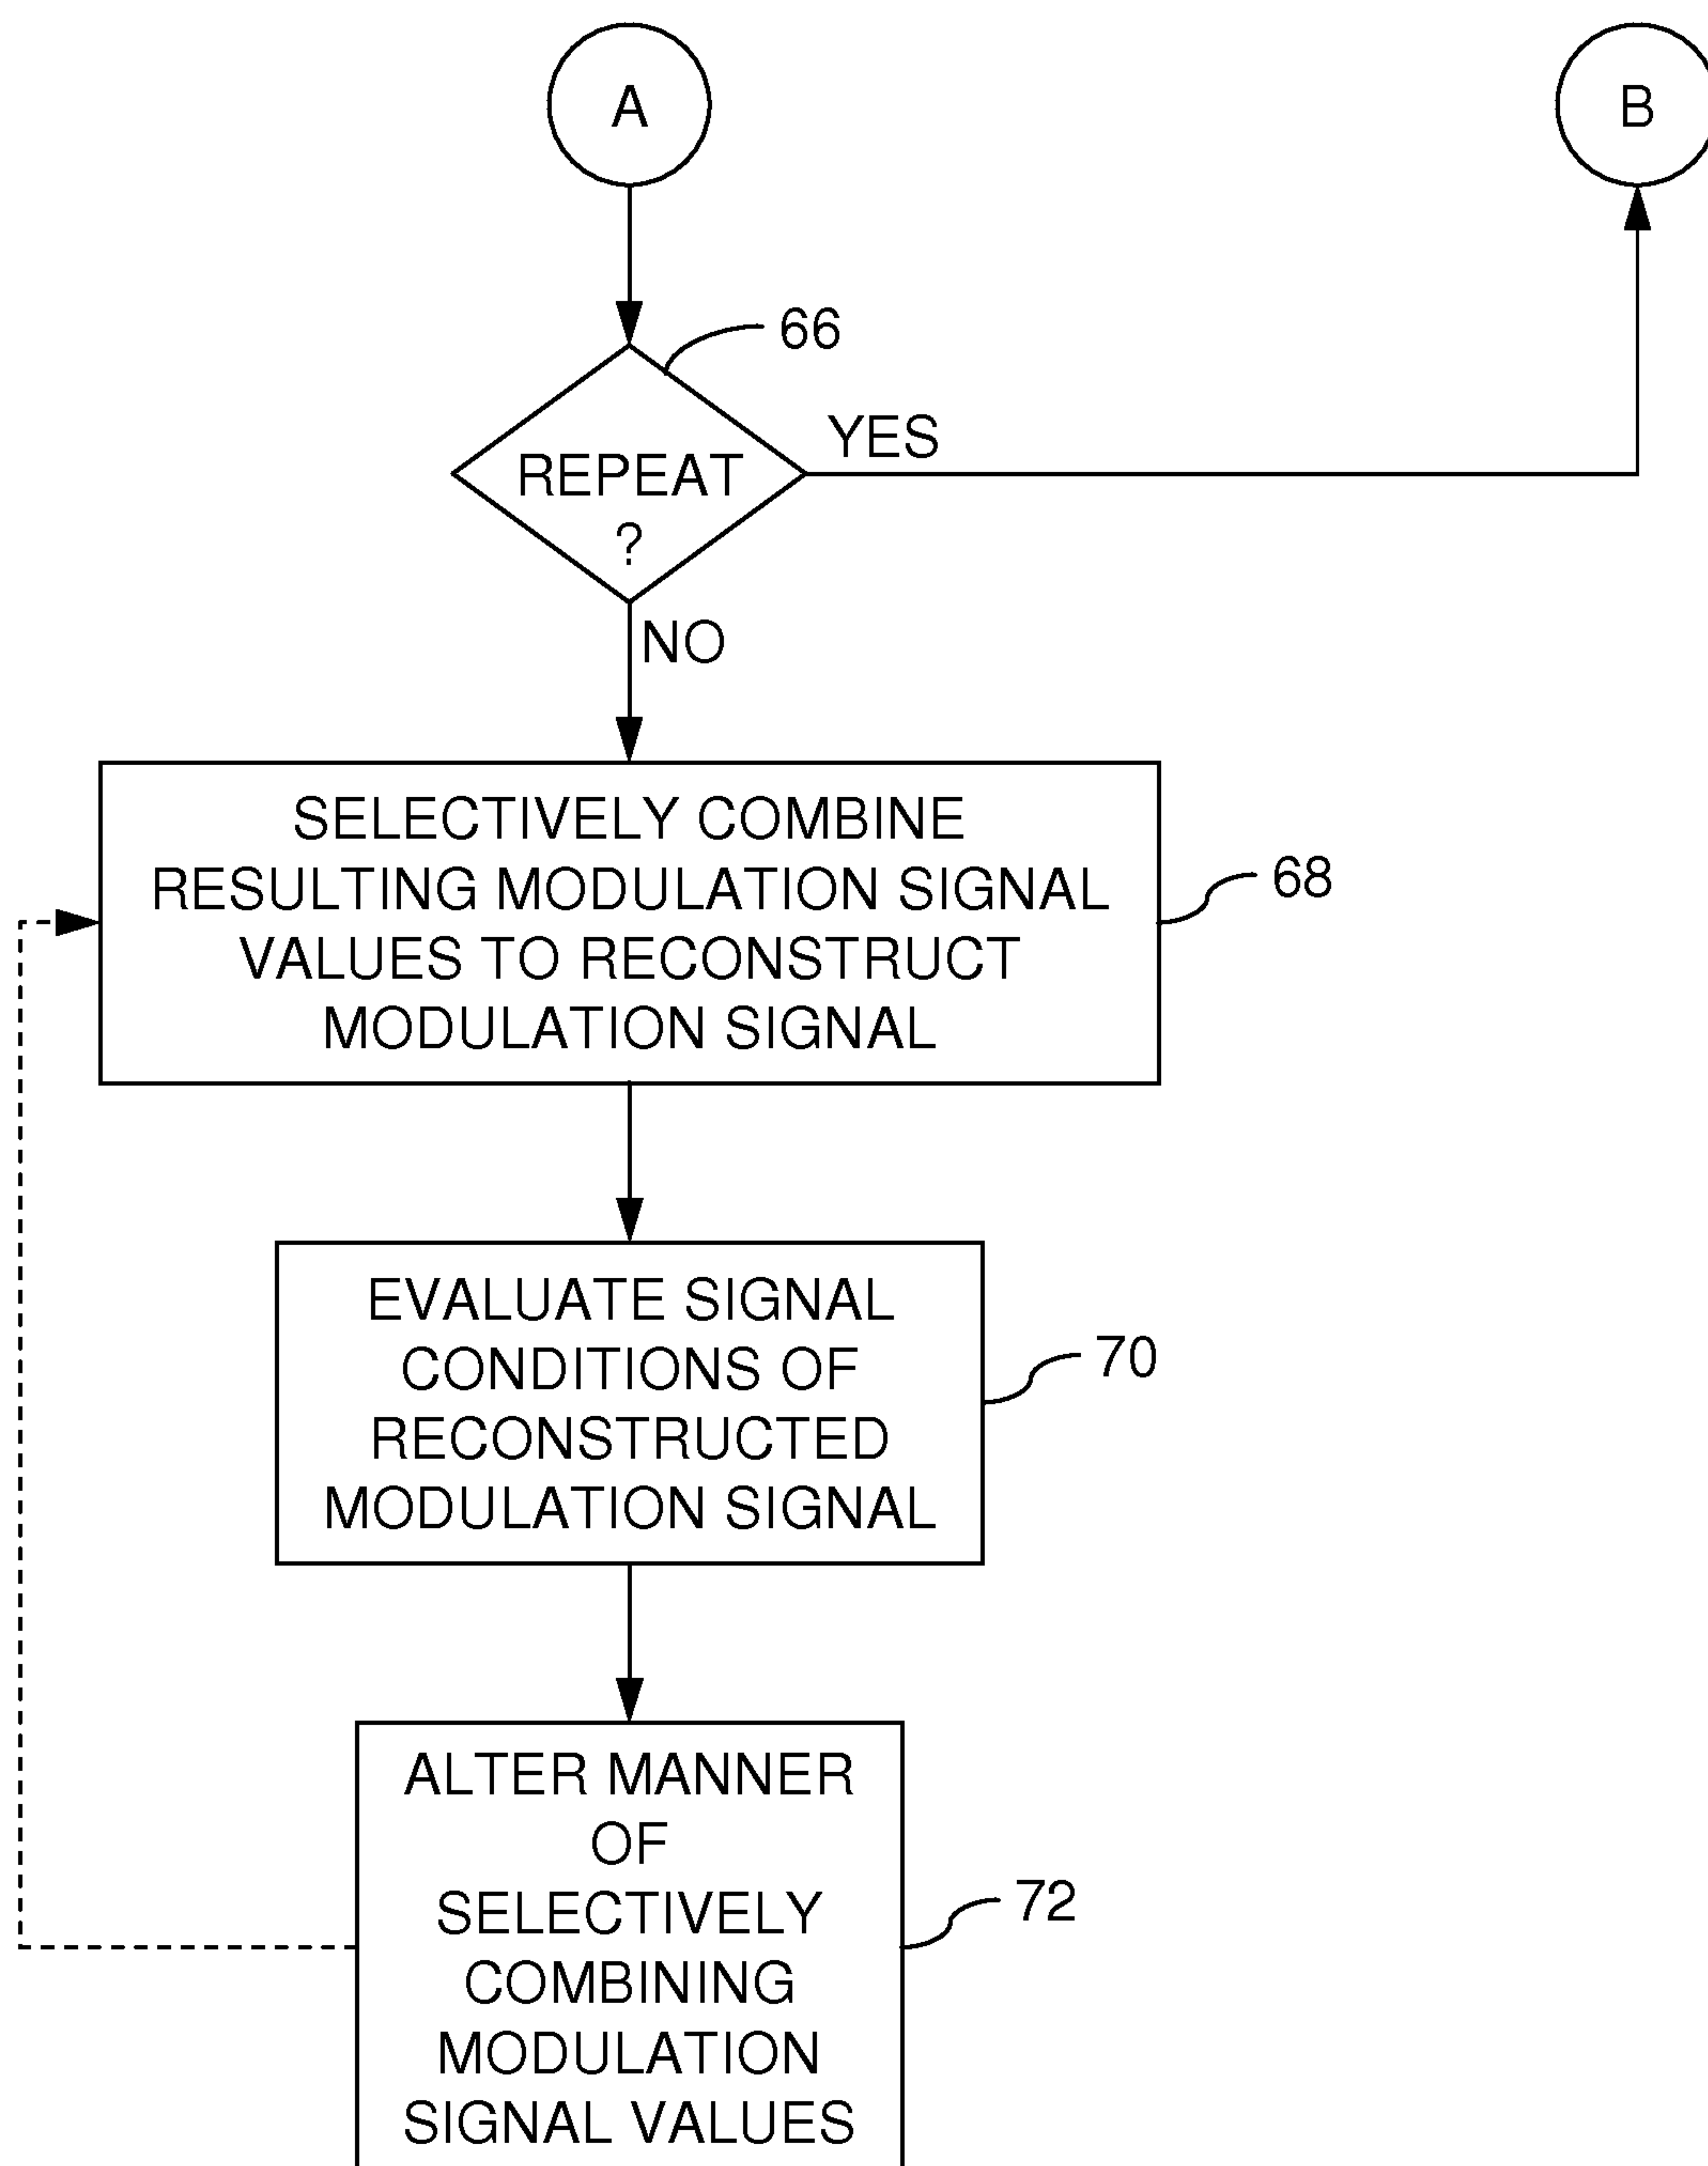 A
B
66
YES
REPEAT
?
NO
SELECTIVELY COMBINE
RESULTING MODULATION SIGNAL
VALUES TO RECONSTRUCT
MODULATION SIGNAL
68
EVALUATE SIGNAL
CONDITIONS OF
RECONSTRUCTED
MODULATION SIGNAL
70
ALTER MANNER
OF
SELECTIVELY
COMBINING
MODULATION
SIGNAL VALUES
72